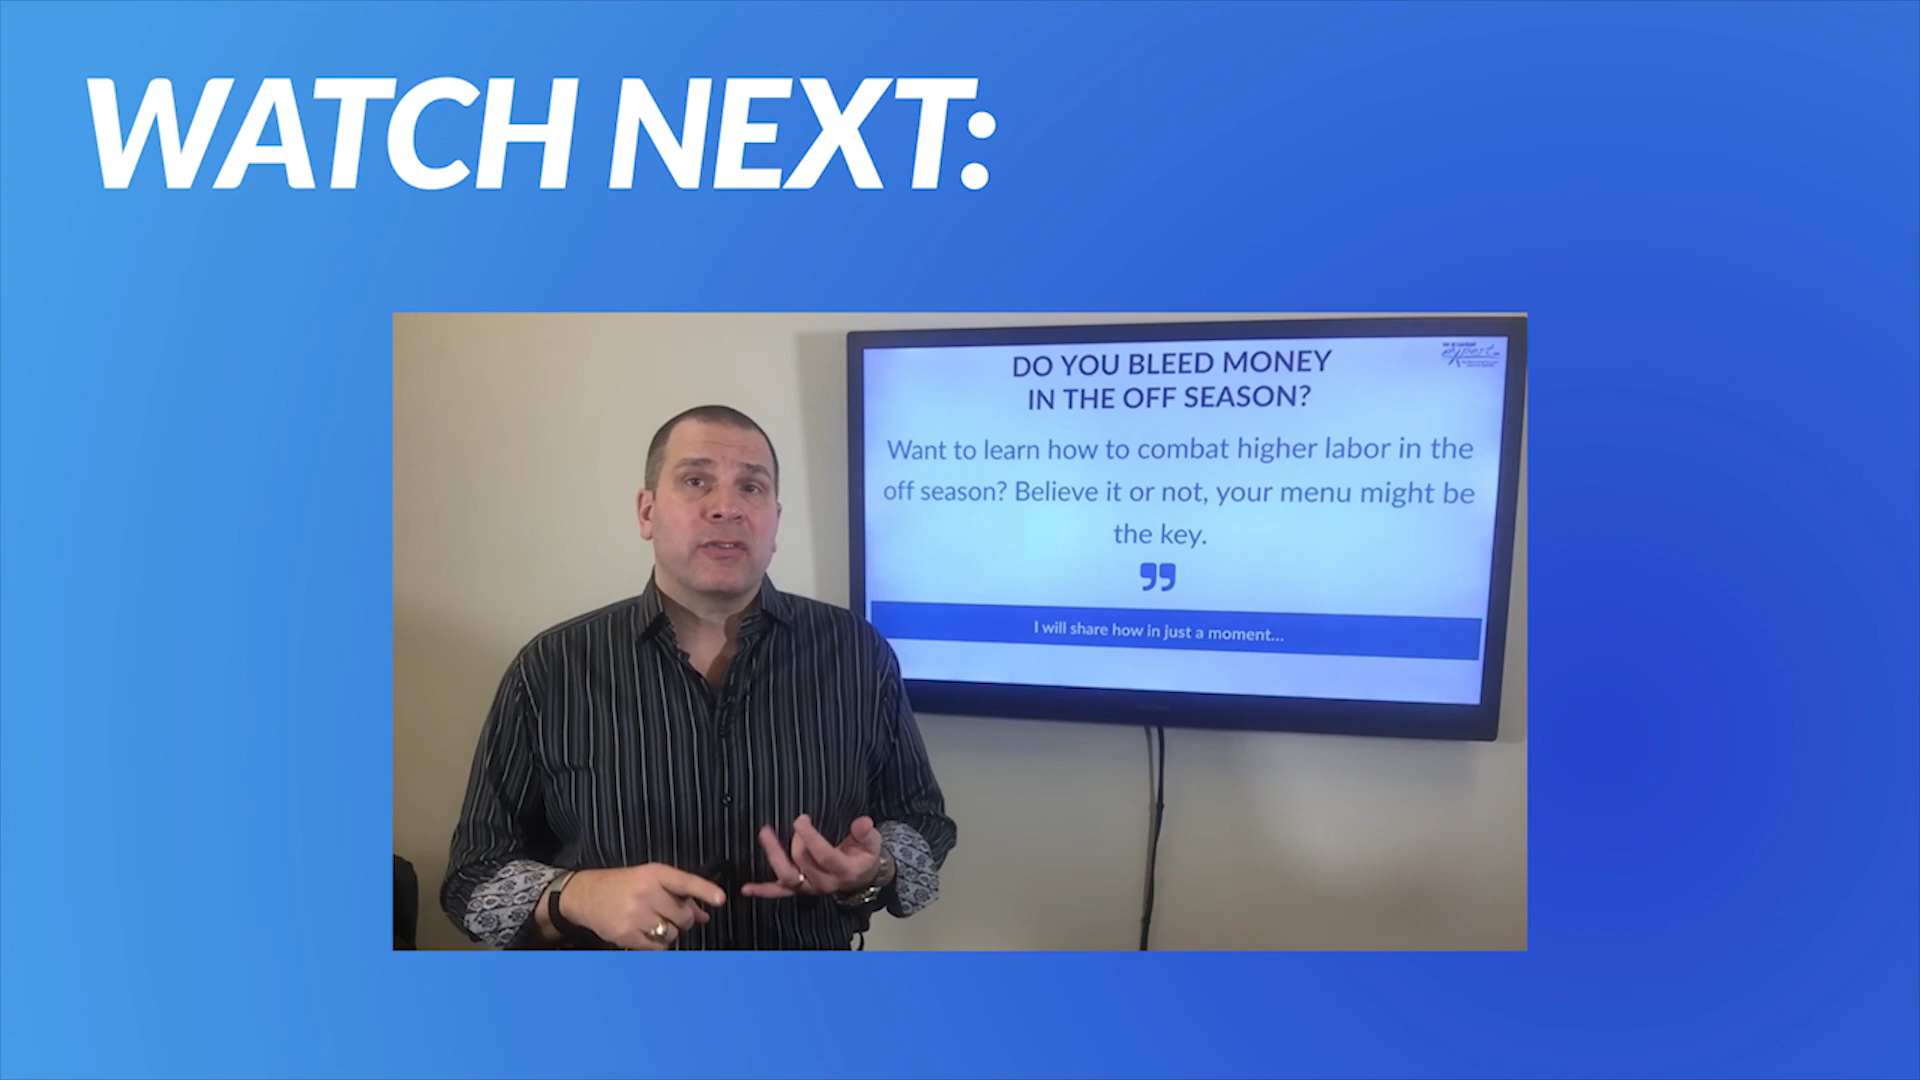 WATCH NEXT:
expert
DO YOU BLEED MONEY
IN THE OFF SEASON?
Want to learn how to combat higher labor in the
off season? Believe it or not, your menu might be
the key.
”
I will share how in just a moment...